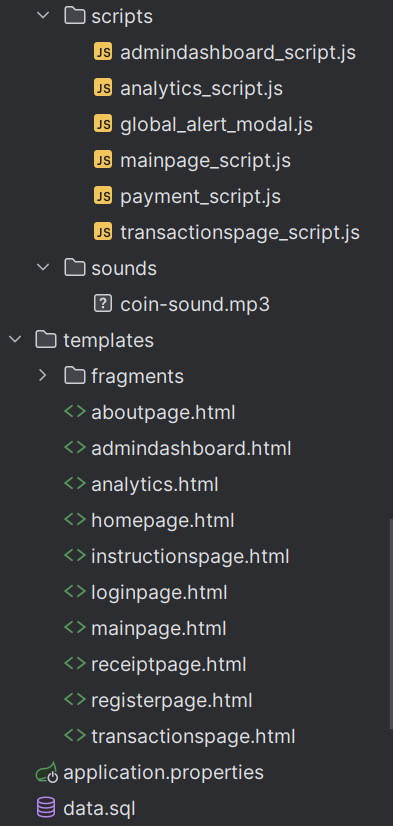 scripts
JS admindashboard_script.js
JS analytics_script.js
JS global_alert_modal.js
JS mainpage_script.js
JS payment_script.js
JS transactionspage_script.js
sounds
? coin-sound.mp3
templates
fragments
<> aboutpage.html
<> admindashboard.html
<> analytics.html
<> homepage.html
<> instructionspage.html
<> loginpage.html
<> mainpage.html
<> receiptpage.html
<> registerpage.html
<> transactionspage.html
application.properties
data.sql